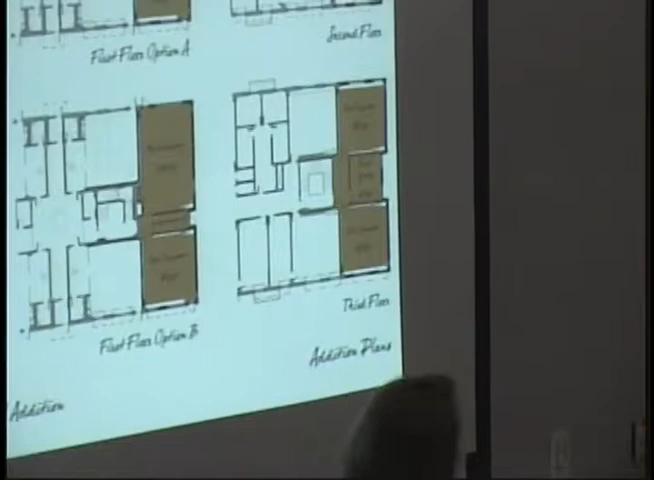 First Floor Option A
Second Floor
First Floor Option B
Third Floor
Addition Plans
Addition